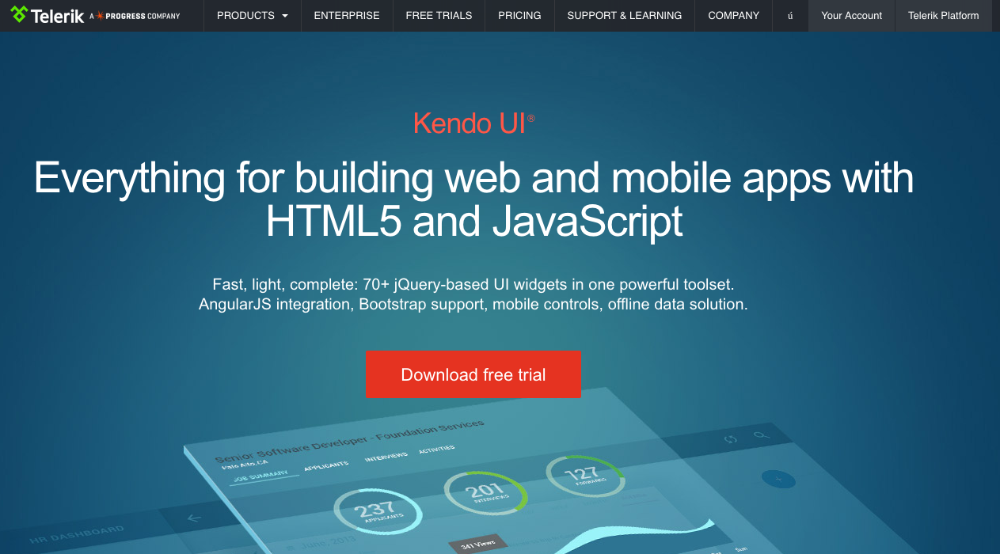 Telerik A PROGRESS COMPANY
PRODUCTS
ENTERPRISE
FREE TRIALS
PRICING
SUPPORT & LEARNING
COMPANY
ú
Your Account
Telerik Platform
Kendo UI®
Everything for building web and mobile apps with
HTML5 and JavaScript
Fast, light, complete: 70+ jQuery-based UI widgets in one powerful toolset.
AngularJS integration, Bootstrap support, mobile controls, offline data solution.
Download free trial
Senior Software Developer - Foundation Services
Palo Alto, CA
JOB SUMMARY
APPLICANTS
INTERVIEWS
ACTIVITIES
237
APPLICANTS
201
INTERVIEWS
127
FORWARDS
HR DASHBOARD
June, 2013
341 Views
Sun